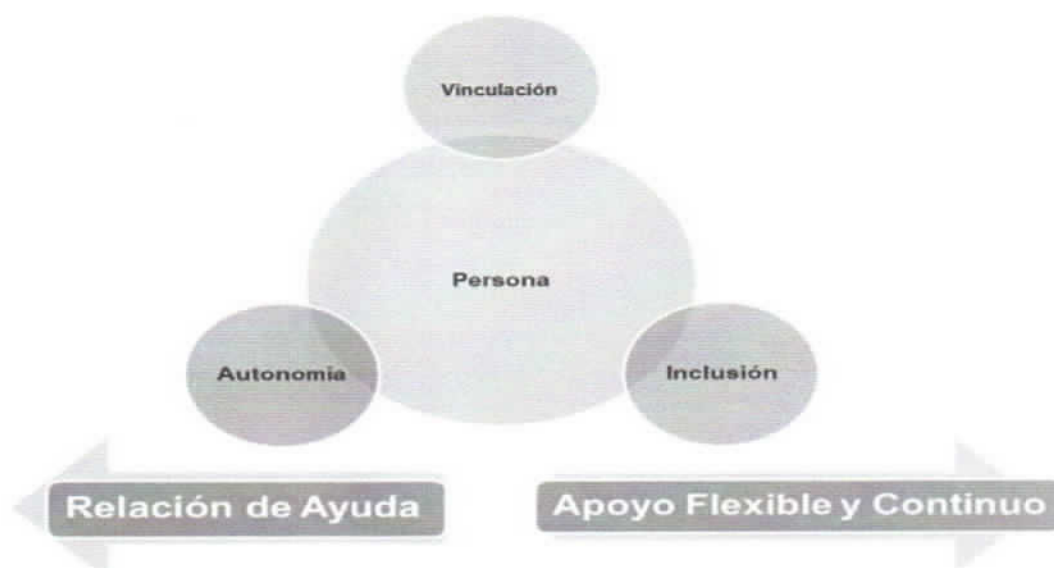 Vinculación
Persona
Autonomía
Inclusión
Relación de Ayuda
Apoyo Flexible y Continuo